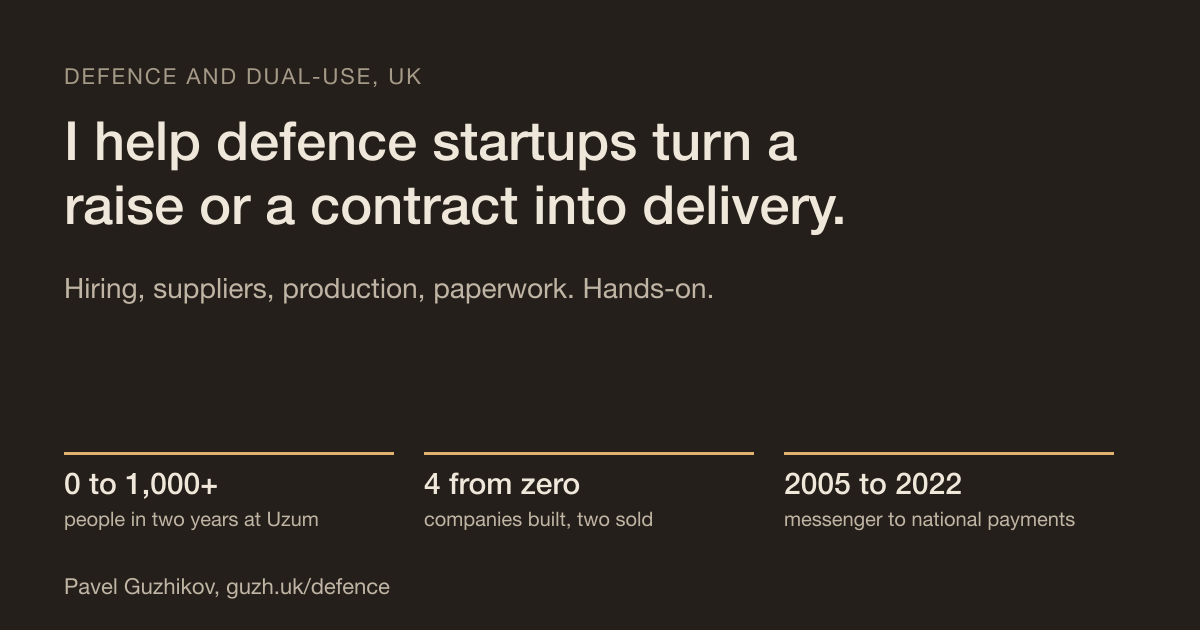 DEFENCE AND DUAL-USE, UK
I help defence startups turn a
raise or a contract into delivery.
Hiring, suppliers, production, paperwork. Hands-on.
0 to 1,000+
people in two years at Uzum
4 from zero
companies built, two sold
2005 to 2022
messenger to national payments
Pavel Guzhikov, guzh.uk/defence